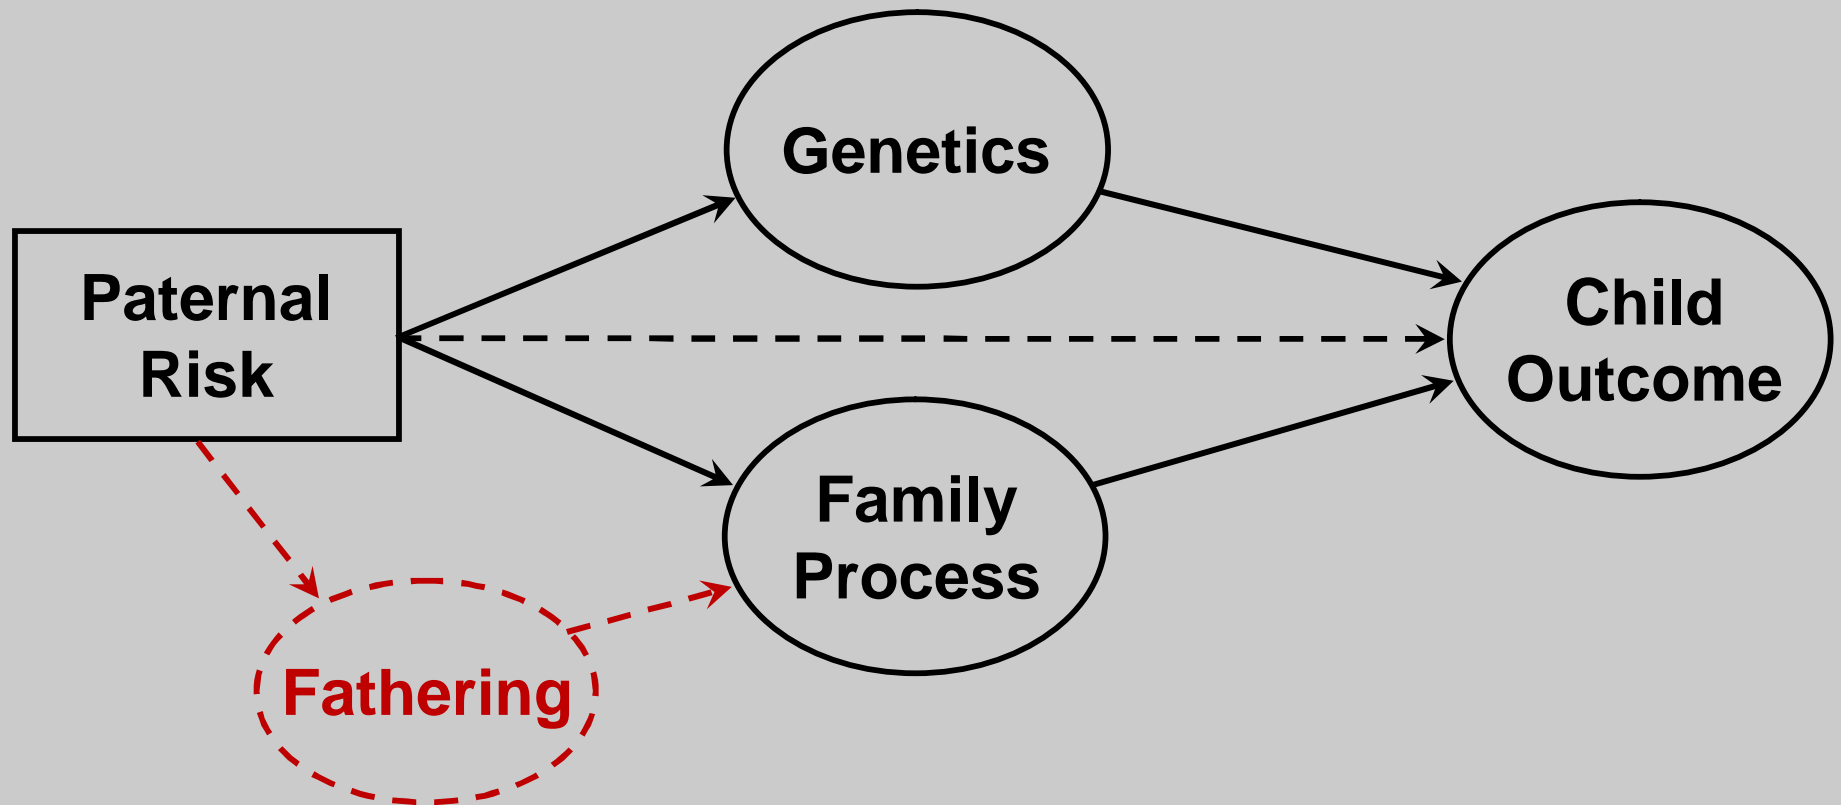 Genetics
Paternal
Risk
Child
Outcome
Family
Process
Fathering